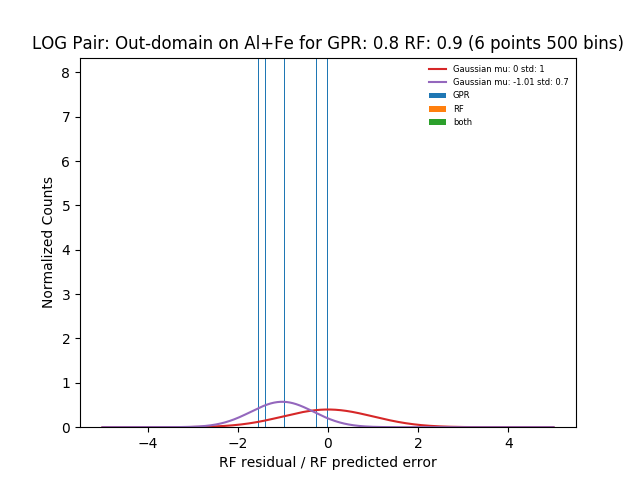 LOG Pair: Out-domain on Al+Fe for GPR: 0.8 RF: 0.9 (6 points 500 bins)
Gaussian mu: 0 std: 1
Gaussian mu: -1.01 std: 0.7
GPR
RF
both
Normalized Counts
8
7
6
5
4
3
2
1
0
−4
−2
0
2
4
RF residual / RF predicted error